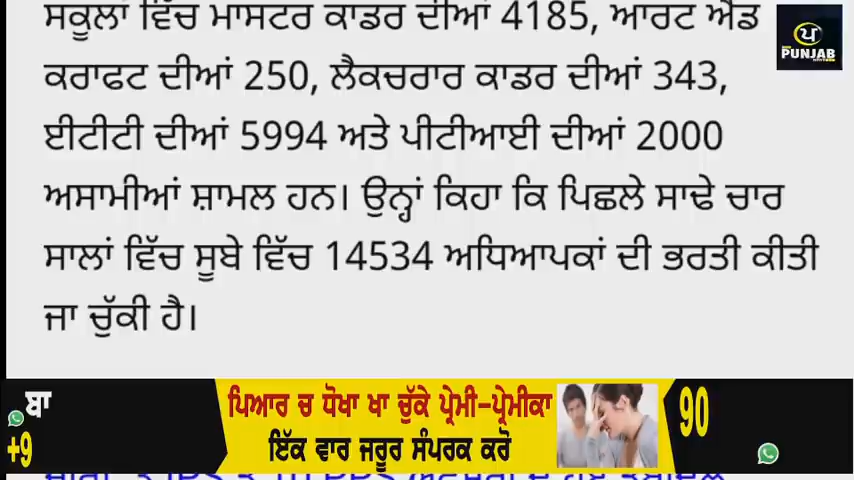 ਸਕੂਲਾਂ ਵਿੱਚ ਮਾਸਟਰ ਕਾਡਰ ਦੀਆਂ 4185, ਆਰਟ ਐਂਡ
ਕਰਾਫਟ ਦੀਆਂ 250, ਲੈਕਚਰਾਰ ਕਾਡਰ ਦੀਆਂ 343,
ਈਟੀਟੀ ਦੀਆਂ 5994 ਅਤੇ ਪੀਟੀਆਈ ਦੀਆਂ 2000
ਅਸਾਮੀਆਂ ਸ਼ਾਮਲ ਹਨ। ਉਨ੍ਹਾਂ ਕਿਹਾ ਕਿ ਪਿਛਲੇ ਸਾਢੇ ਚਾਰ
ਸਾਲਾਂ ਵਿੱਚ ਸੂਬੇ ਵਿੱਚ 14534 ਅਧਿਆਪਕਾਂ ਦੀ ਭਰਤੀ ਕੀਤੀ
ਜਾ ਚੁੱਕੀ ਹੈ।
ਪ
PUNJAB
ਬਾ
+9
ਪਿਆਰ ਚ ਧੋਖਾ ਖਾ ਚੁੱਕੇ ਪ੍ਰੇਮੀ-ਪ੍ਰੇਮੀਕਾ
ਇੱਕ ਵਾਰ ਜਰੂਰ ਸੰਪਰਕ ਕਰੋ
90